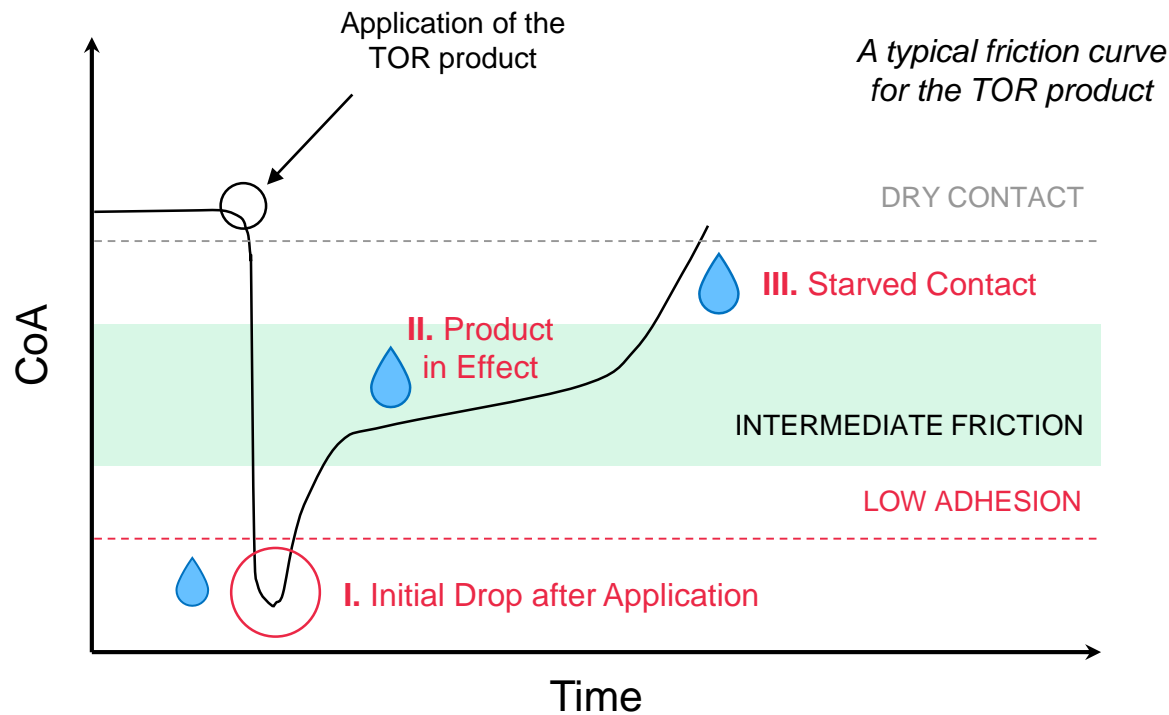 Application of the
TOR product
A typical friction curve
for the TOR product
DRY CONTACT
III. Starved Contact
II. Product
in Effect
CoA
INTERMEDIATE FRICTION
LOW ADHESION
I. Initial Drop after Application
Time